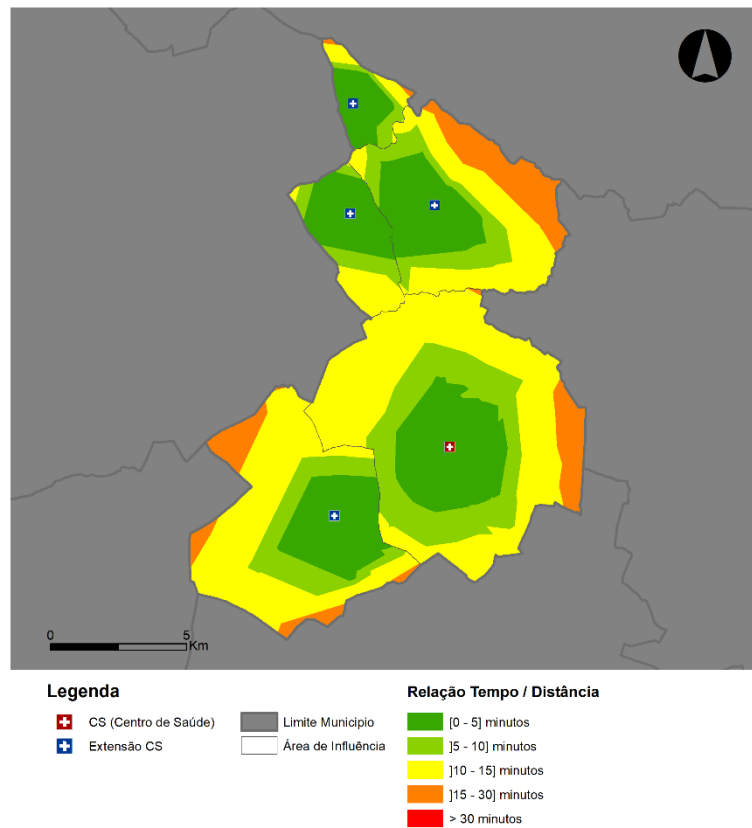 0 5
Km
Legenda
CS (Centro de Saúde)
Extensão CS
Limite Municipio
Área de Influência
Relação Tempo / Distância
[0 - 5] minutos
]5 - 10] minutos
]10 - 15] minutos
]15 - 30] minutos
> 30 minutos